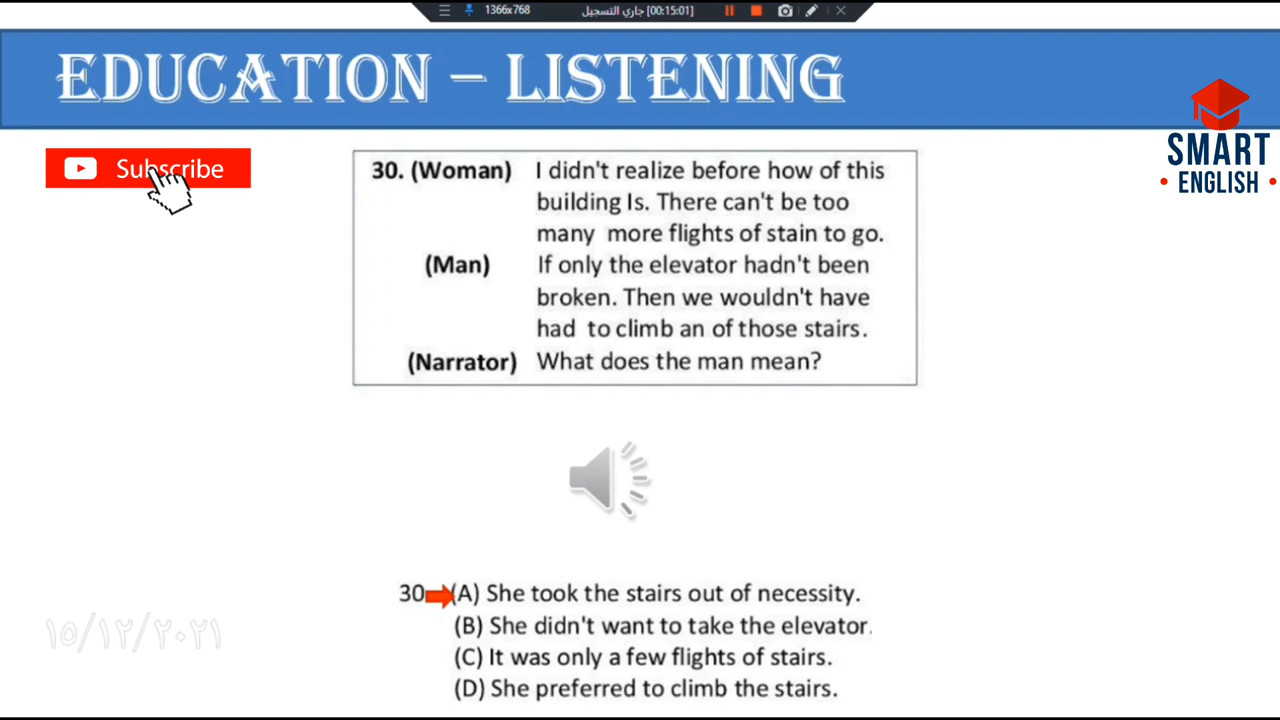 1366x768 جاري التسجيل [00:15:01]
EDUCATION – LISTENING
Subscribe
SMART
ENGLISH
30. (Woman) I didn't realize before how of this
building Is. There can't be too
many more flights of stain to go.
(Man) If only the elevator hadn't been
broken. Then we wouldn't have
had to climb an of those stairs.
(Narrator) What does the man mean?
30 (A) She took the stairs out of necessity.
(B) She didn't want to take the elevator.
(C) It was only a few flights of stairs.
(D) She preferred to climb the stairs.
١٥/١٢/٢٠٢١